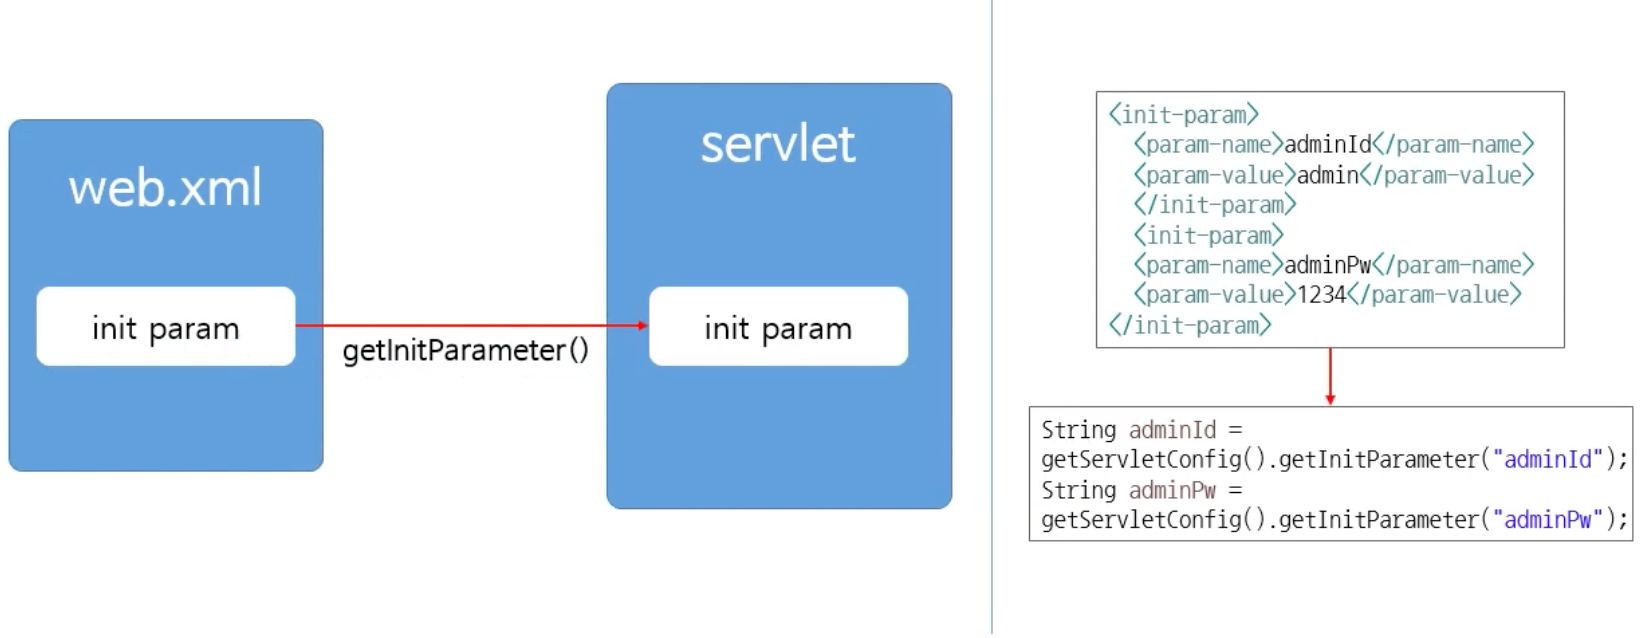 web.xml
init param
getInitParameter()
servlet
init param
<init-param>
<param-name>adminId</param-name>
<param-value>admin</param-value>
</init-param>
<init-param>
<param-name>adminPw</param-name>
<param-value>1234</param-value>
</init-param>
String adminId =
getServletConfig().getInitParameter("adminId");
String adminPw =
getServletConfig().getInitParameter("adminPw");